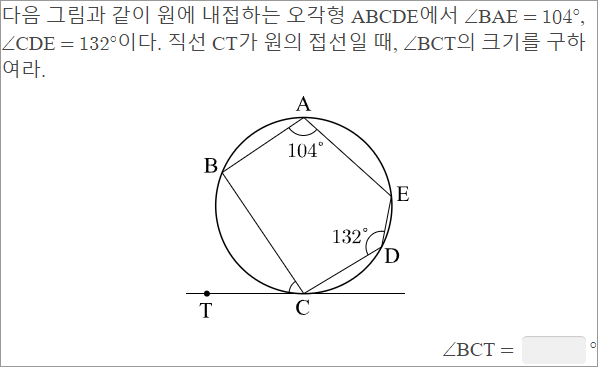 다음 그림과 같이 원에 내접하는 오각형 ABCDE에서 ∠BAE = 104°,
∠CDE = 132°이다. 직선 CT가 원의 접선일 때, ∠BCT의 크기를 구하
여라.
A
104°
B
E
132°
D
T
C
∠BCT = °